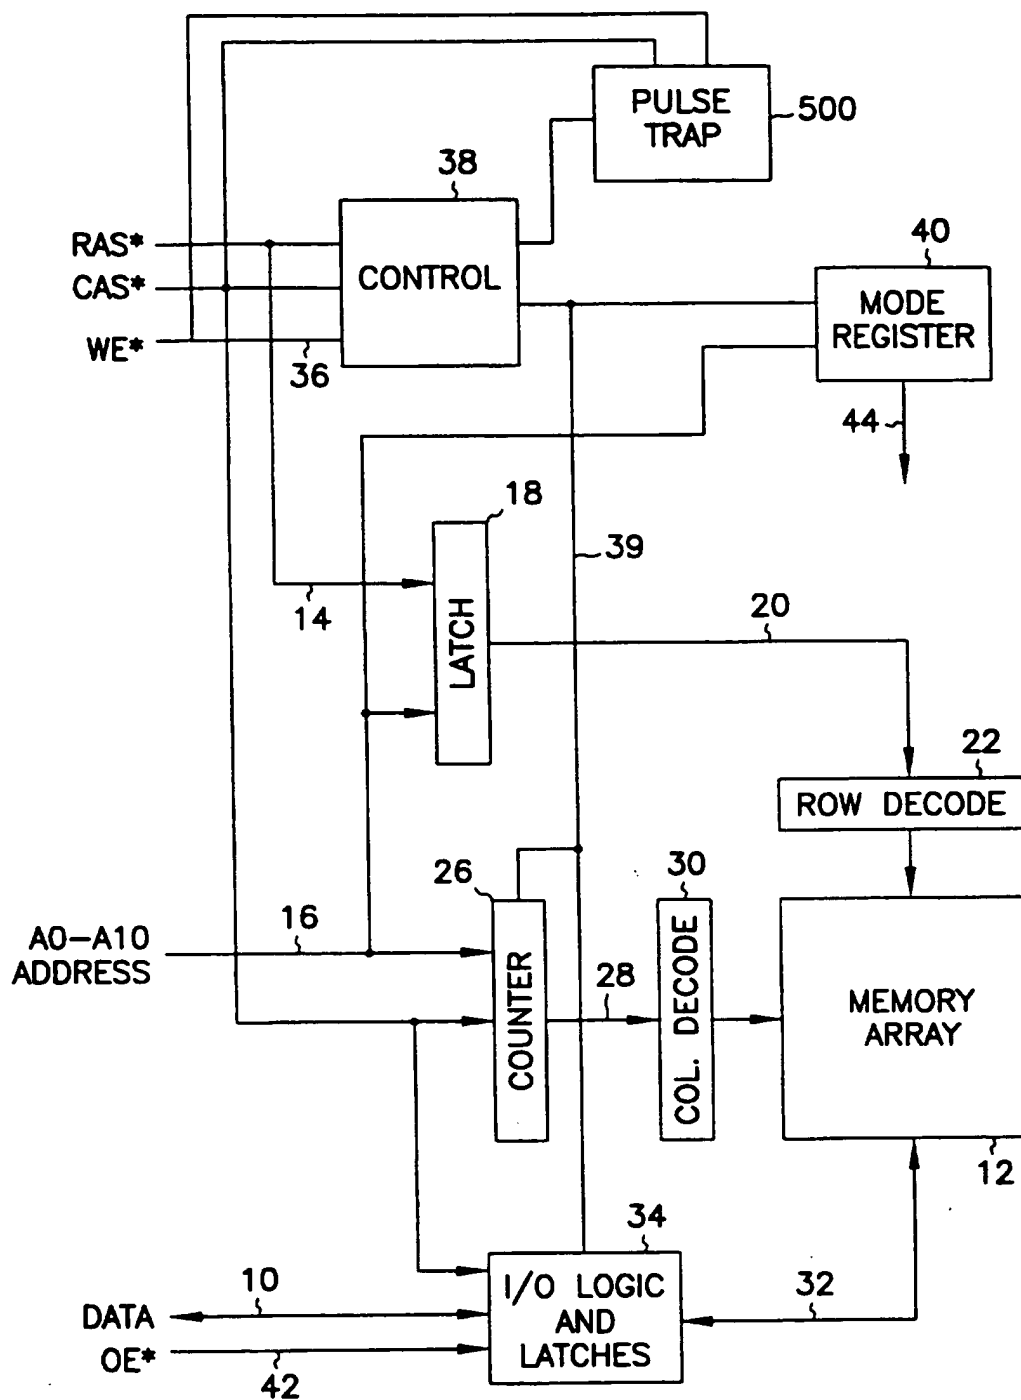 PULSE
TRAP
500
38
RAS*
CAS*
WE*
CONTROL
36
40
MODE
REGISTER
44
18
39
14
LATCH
20
22
ROW DECODE
26
30
A0-A10
ADDRESS
16
COUNTER
28
COL. DECODE
MEMORY
ARRAY
12
34
I/O LOGIC
AND
LATCHES
DATA
10
32
OE*
42